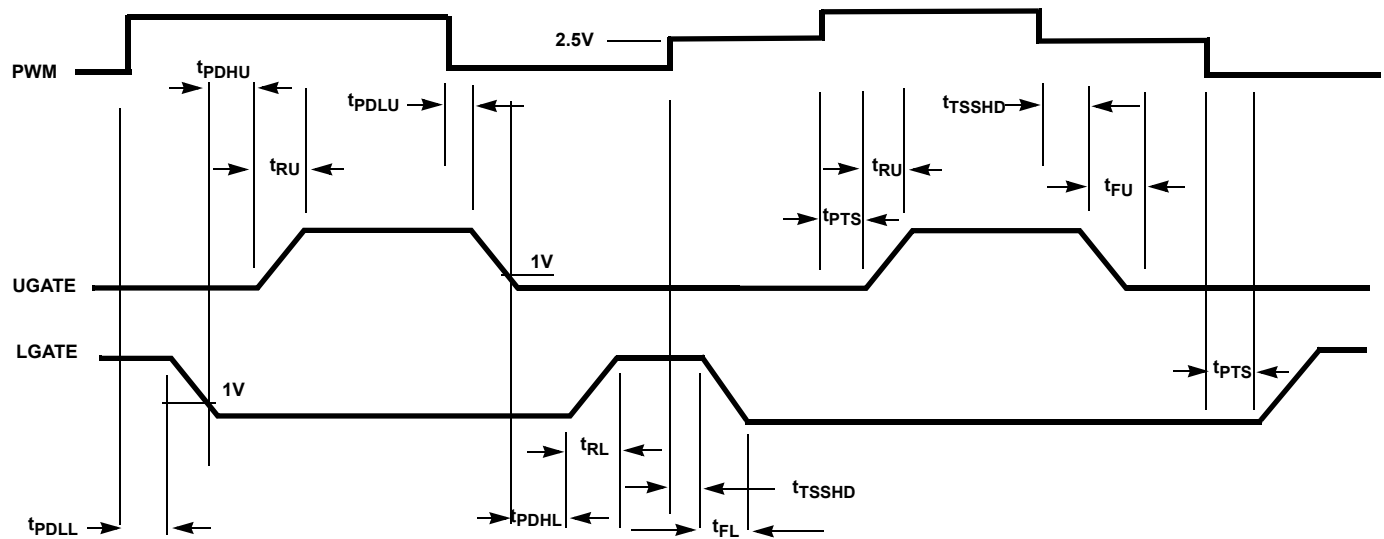 2.5V
PWM
tPDHU
tPDLU
tTSSHD
tRU
tRU
tFU
tPTS
1V
UGATE
LGATE
1V
tPTS
tRL
tTSSHD
tPDLL
tPDHL
tFL